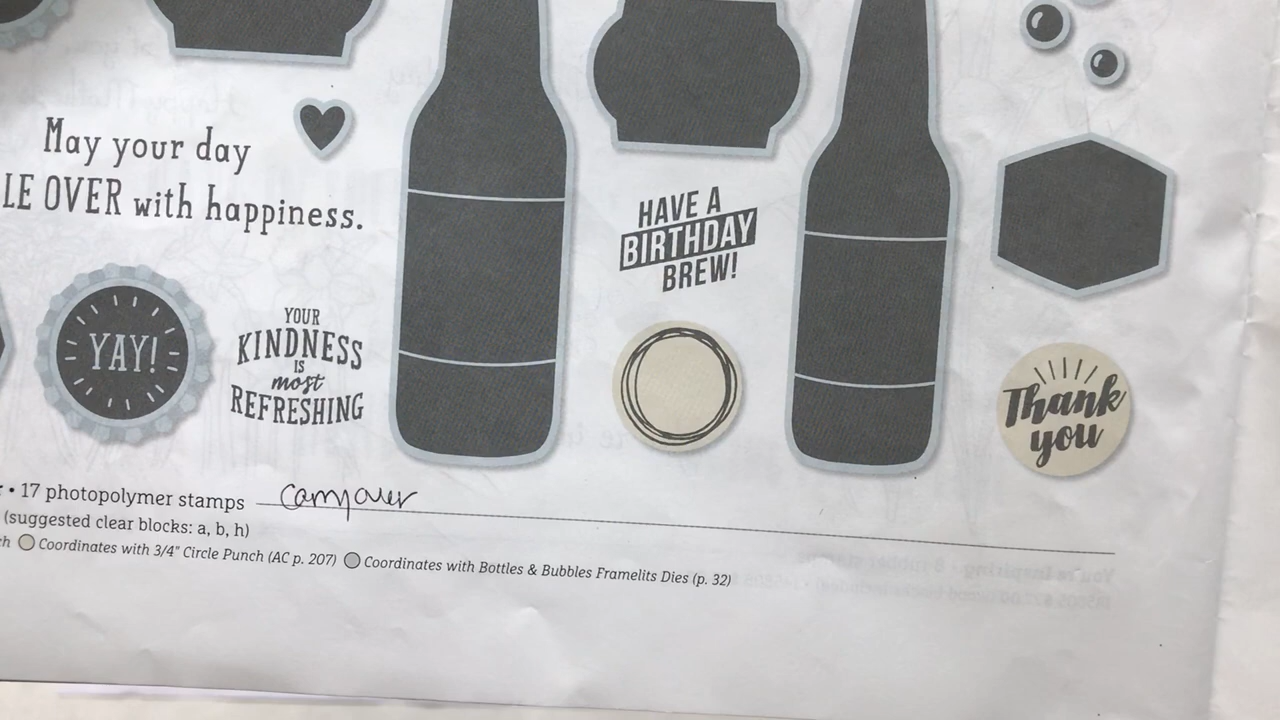 May your day
LE OVER with happiness.
HAVE A
BIRTHDAY
BREW!
YAY!
YOUR
KINDNESS
IS
most
REFRESHING
Thank
you
• 17 photopolymer stamps
(suggested clear blocks: a, b, h)
Coordinates with 3/4" Circle Punch (AC p. 207) Coordinates with Bottles & Bubbles Framelits Dies (p. 32)